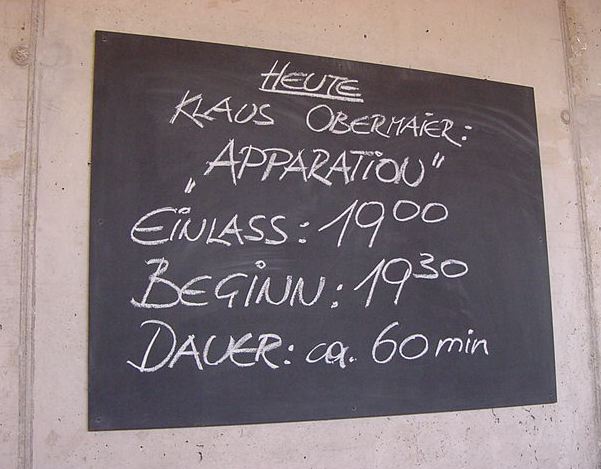 HEUTE
KLAUS OBERMAIER:
„APPARATION“
EINLASS: 19⁰⁰
BEGINN: 19³⁰
DAUER: ca. 60 min